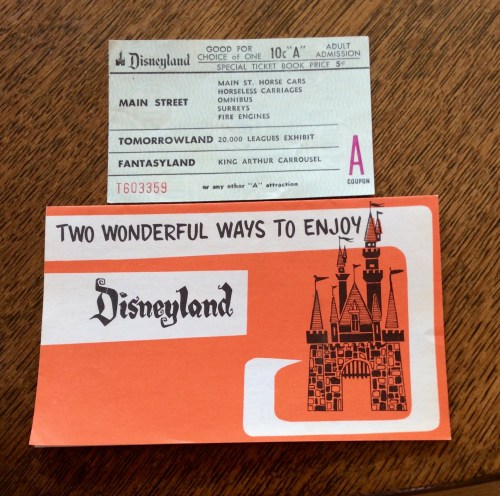 Disneyland
GOOD FOR
CHOICE of ONE
10¢ "A"
ADULT
ADMISSION
SPECIAL TICKET BOOK PRICE 5¢
MAIN STREET
MAIN ST. HORSE CARS
HORSELESS CARRIAGES
OMNIBUS
SURREYS
FIRE ENGINES
TOMORROWLAND 20,000 LEAGUES EXHIBIT
FANTASYLAND KING ARTHUR CARROUSEL
T603359
or any other "A" attraction
A
COUPON
TWO WONDERFUL WAYS TO ENJOY
Disneyland